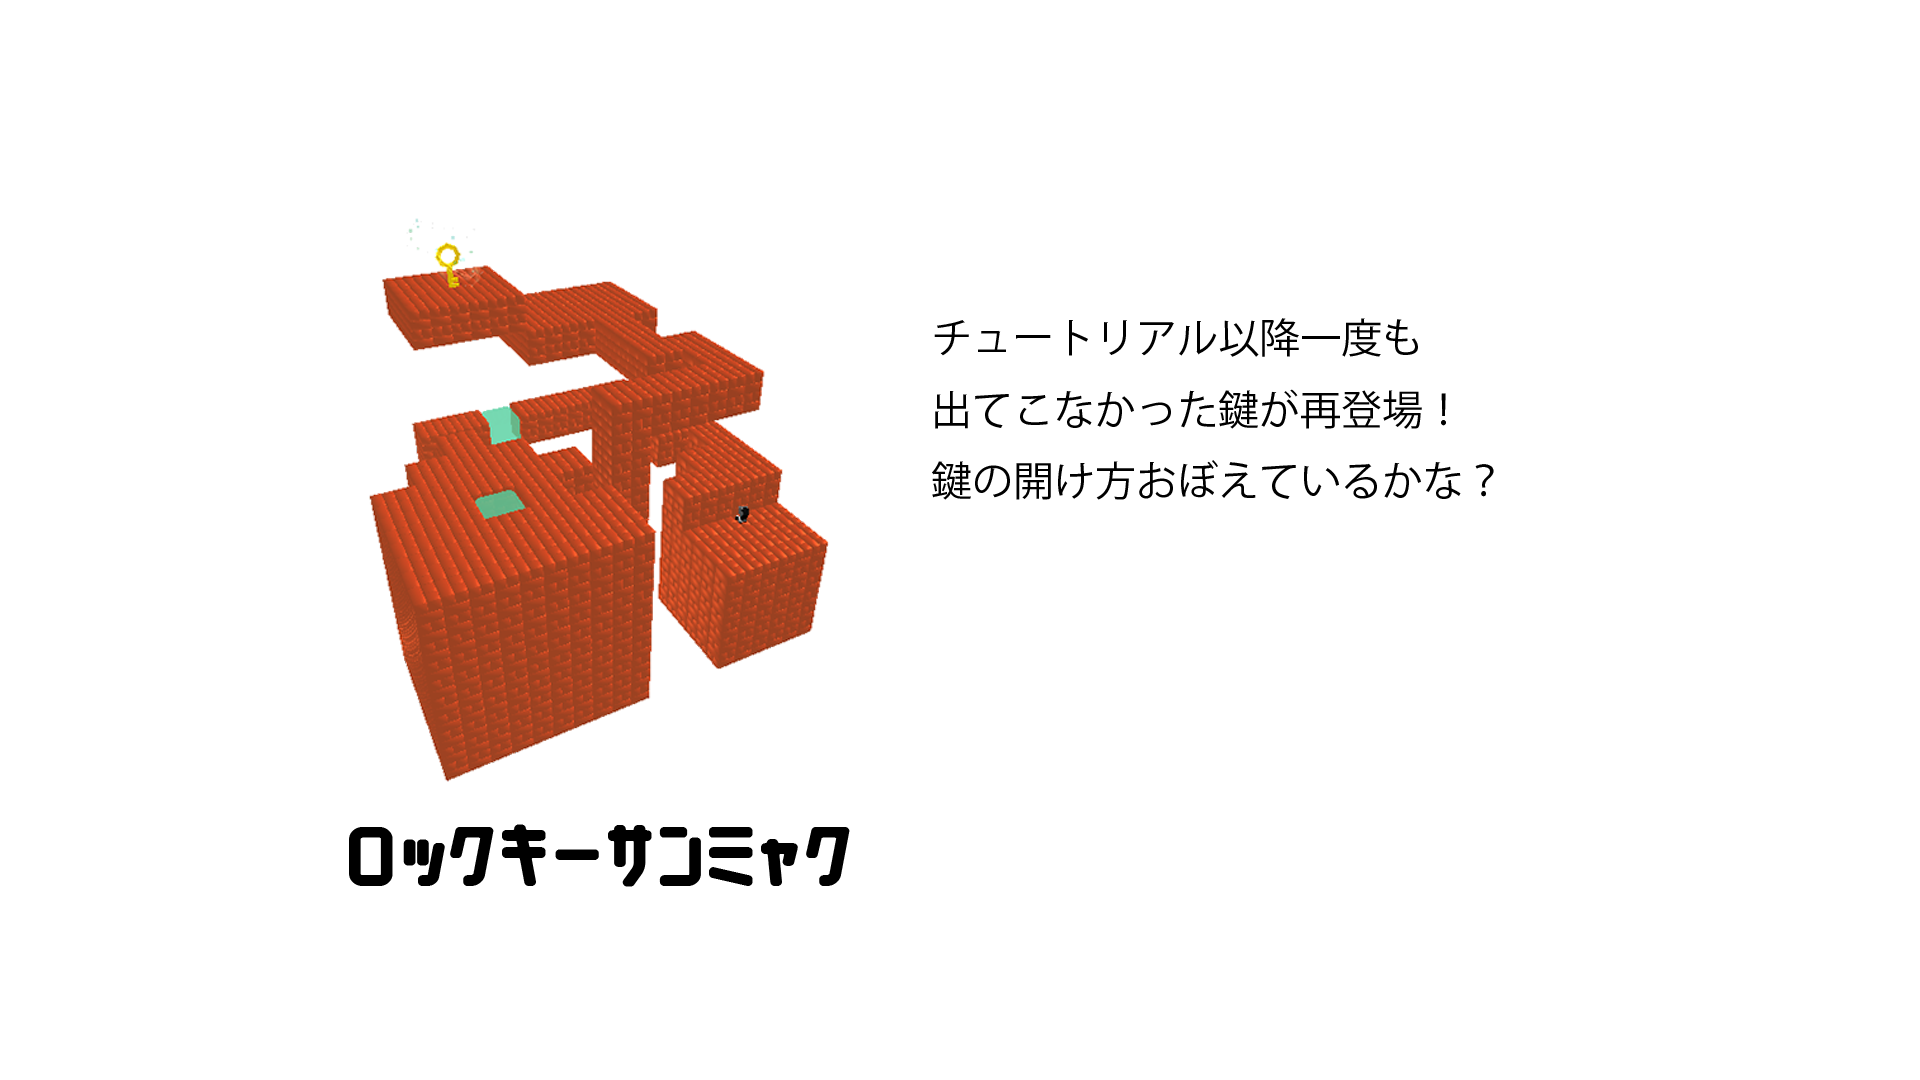 チュートリアル以降一度も
出てこなかった鍵が再登場！
鍵の開け方おぼえているかな？
ロックキーサンミャク